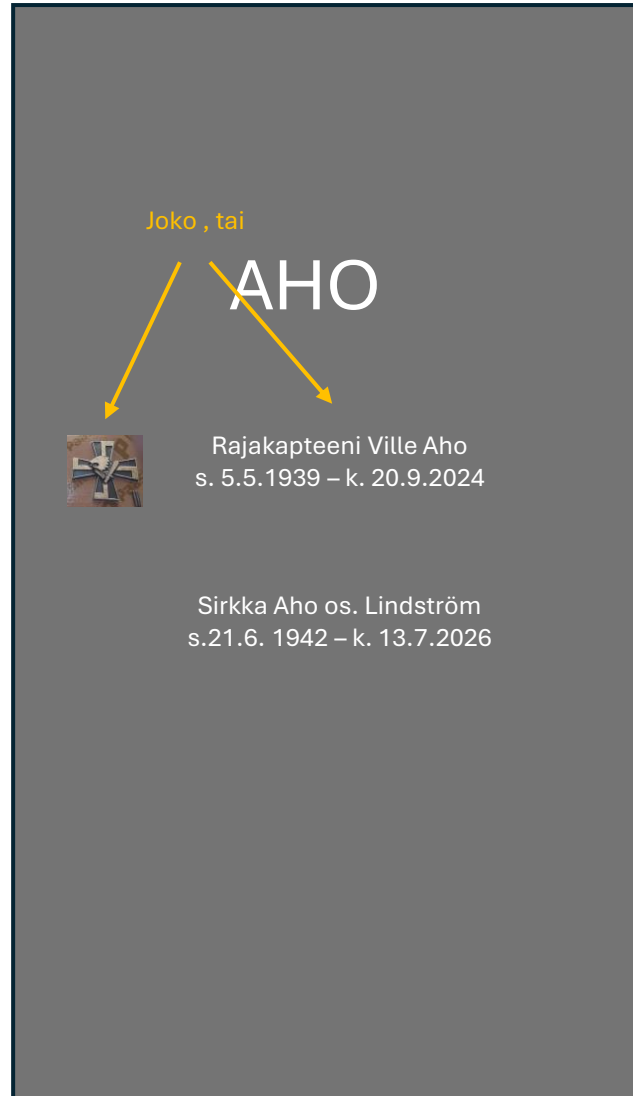 Joko , tai
AHO
Rajakapteeni Ville Aho
s. 5.5.1939 – k. 20.9.2024
Sirkka Aho os. Lindström
s.21.6. 1942 – k. 13.7.2026